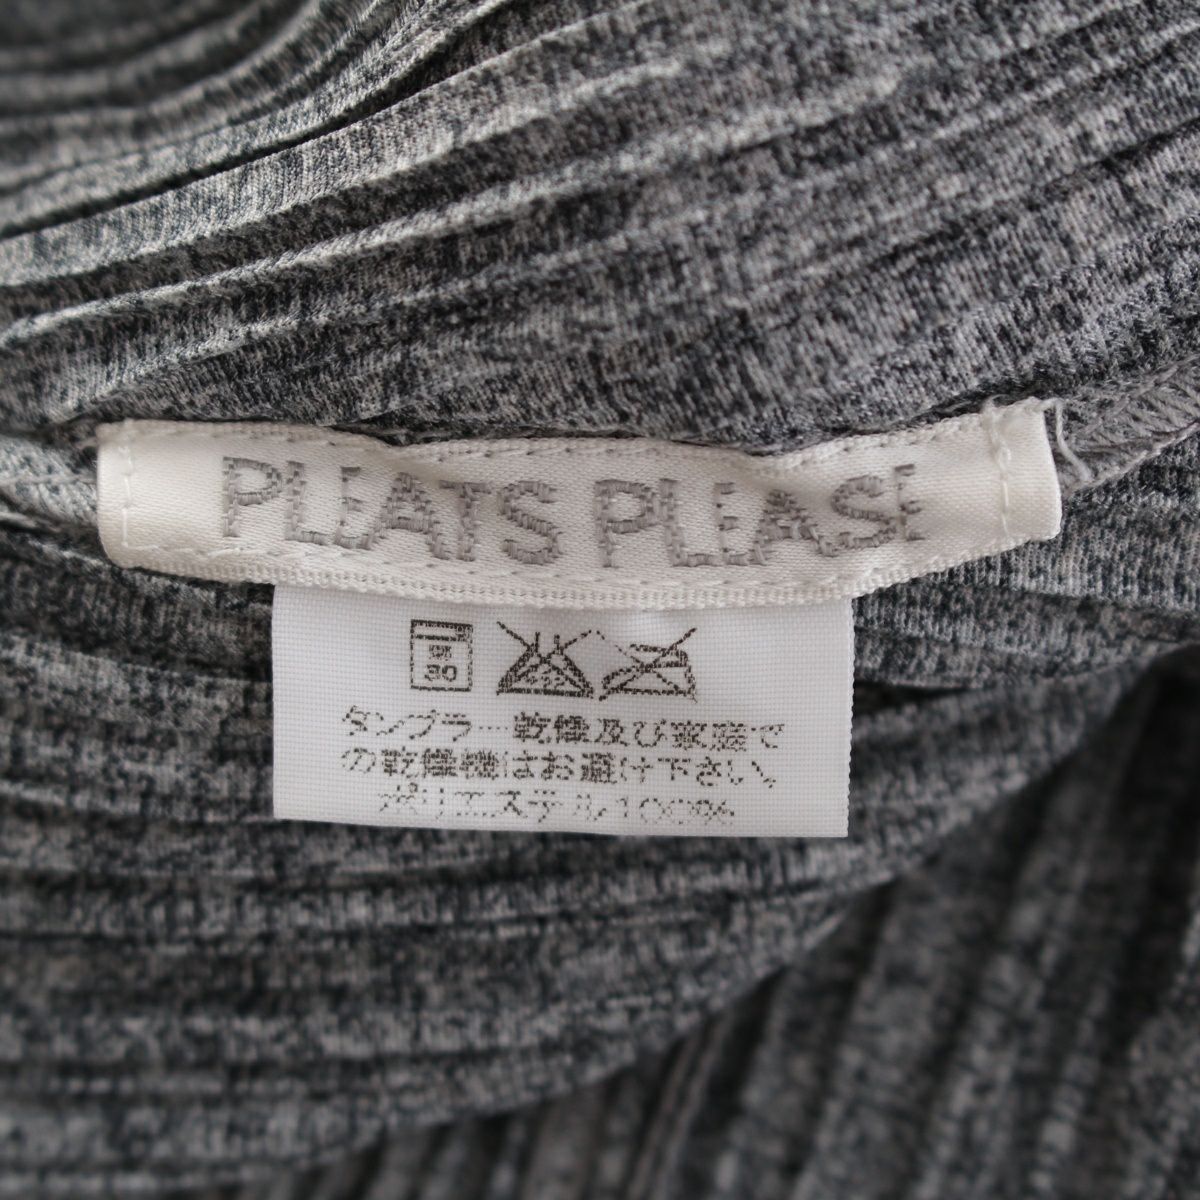 PLEATS PLEASE
30
タンブラー乾燥及び家庭で
の乾燥機はお避け下さい。
ポリエステル100%